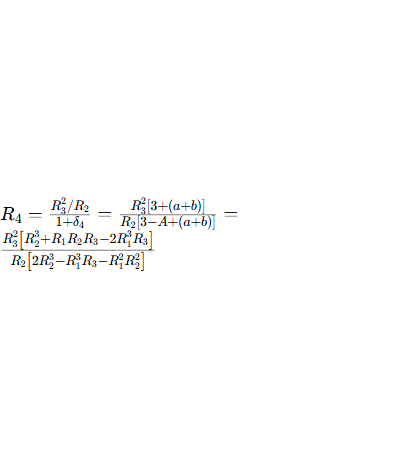 R_4 = \frac{R_3^2/R_2}{1+\delta_4} = \frac{R_3^2[3+(a+b)]}{R_2[3-A+(a+b)]} =
\frac{R_3^2[R_2^3+R_1R_2R_3-2R_1^3R_3]}{R_2[2R_2^3-R_1^3R_3-R_1^2R_2^2]}